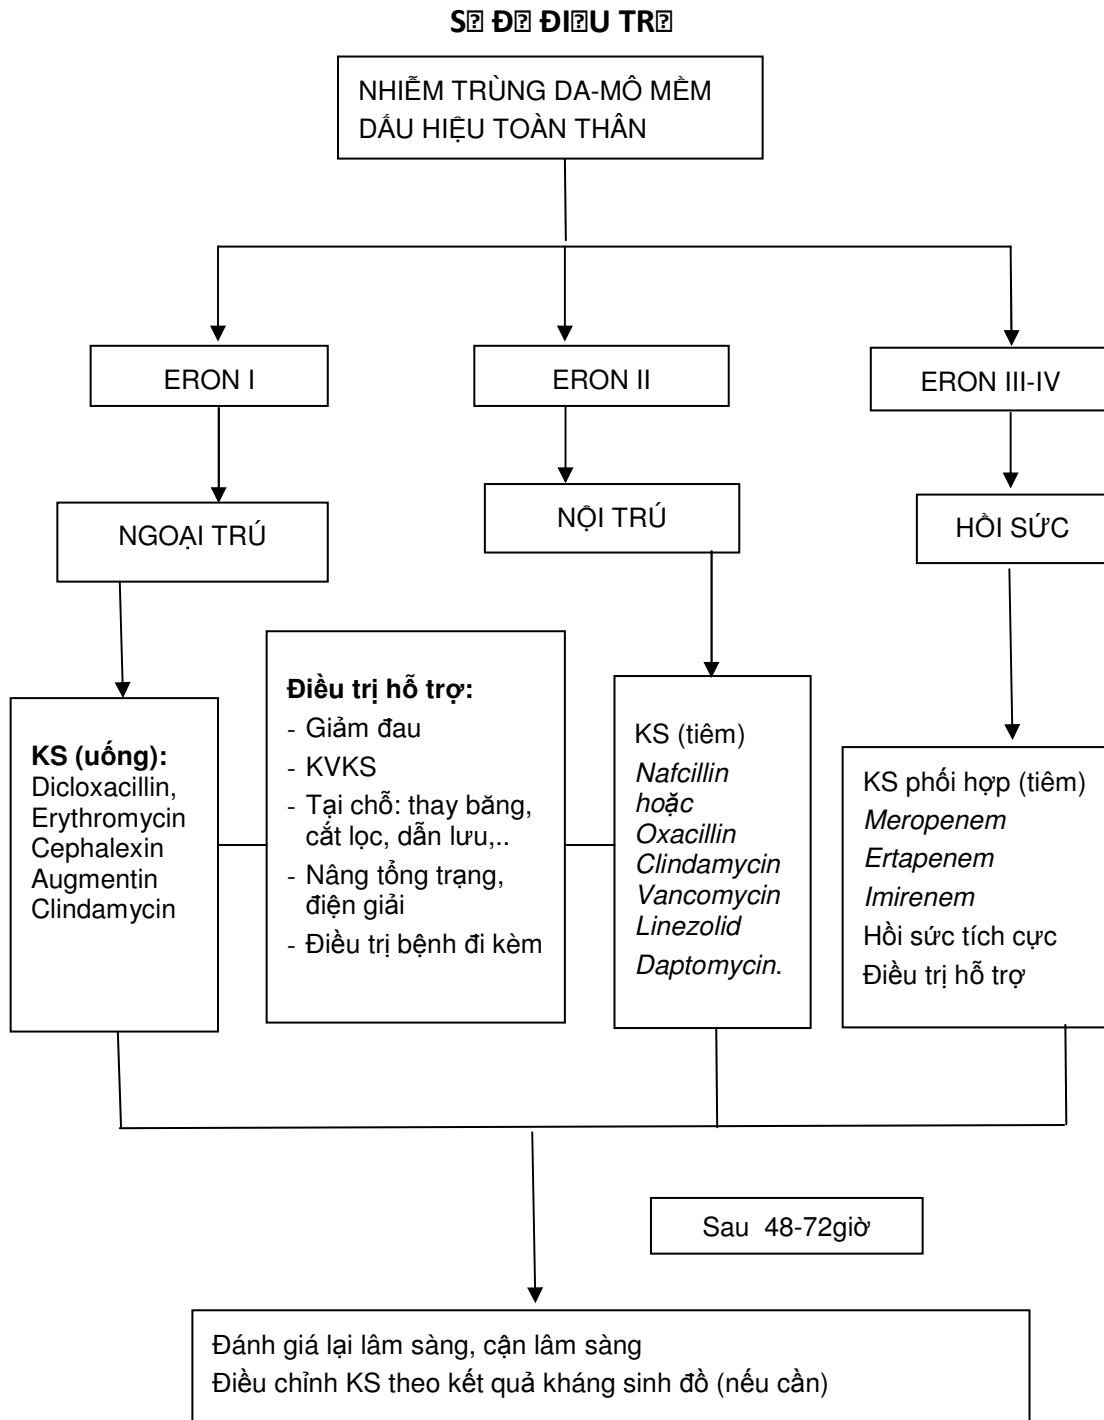 S� Đ� ĐI�U TR�
NHIỄM TRÙNG DA-MÔ MỀM
DẤU HIỆU TOÀN THÂN
ERON I
ERON II
ERON III-IV
NGOẠI TRÚ
NỘI TRÚ
HỒI SỨC
KS (uống):
Dicloxacillin,
Erythromycin
Cephalexin
Augmentin
Clindamycin
Điều trị hỗ trợ:
- Giảm đau
- KVKS
- Tại chỗ: thay băng,
cắt lọc, dẫn lưu,..
- Nâng tổng trạng,
điện giải
- Điều trị bệnh đi kèm
KS (tiêm)
Nafcillin
hoặc
Oxacillin
Clindamycin
Vancomycin
Linezolid
Daptomycin.
KS phối hợp (tiêm)
Meropenem
Ertapenem
Imirenem
Hồi sức tích cực
Điều trị hỗ trợ
Sau 48-72giờ
Đánh giá lại lâm sàng, cận lâm sàng
Điều chỉnh KS theo kết quả kháng sinh đồ (nếu cần)